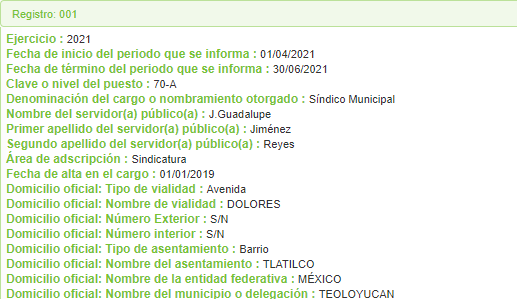 Registro: 001
Ejercicio : 2021
Fecha de inicio del periodo que se informa : 01/04/2021
Fecha de término del periodo que se informa : 30/06/2021
Clave o nivel del puesto : 70-A
Denominación del cargo o nombramiento otorgado : Síndico Municipal
Nombre del servidor(a) público(a) : J.Guadalupe
Primer apellido del servidor(a) público(a) : Jiménez
Segundo apellido del servidor(a) público(a) : Reyes
Área de adscripción : Sindicatura
Fecha de alta en el cargo : 01/01/2019
Domicilio oficial: Tipo de vialidad : Avenida
Domicilio oficial: Nombre de vialidad : DOLORES
Domicilio oficial: Número Exterior : S/N
Domicilio oficial: Número interior : S/N
Domicilio oficial: Tipo de asentamiento : Barrio
Domicilio oficial: Nombre del asentamiento : TLATILCO
Domicilio oficial: Nombre de la entidad federativa : MÉXICO
Domicilio oficial: Nombre del municipio o delegación : TEOLOYUCAN